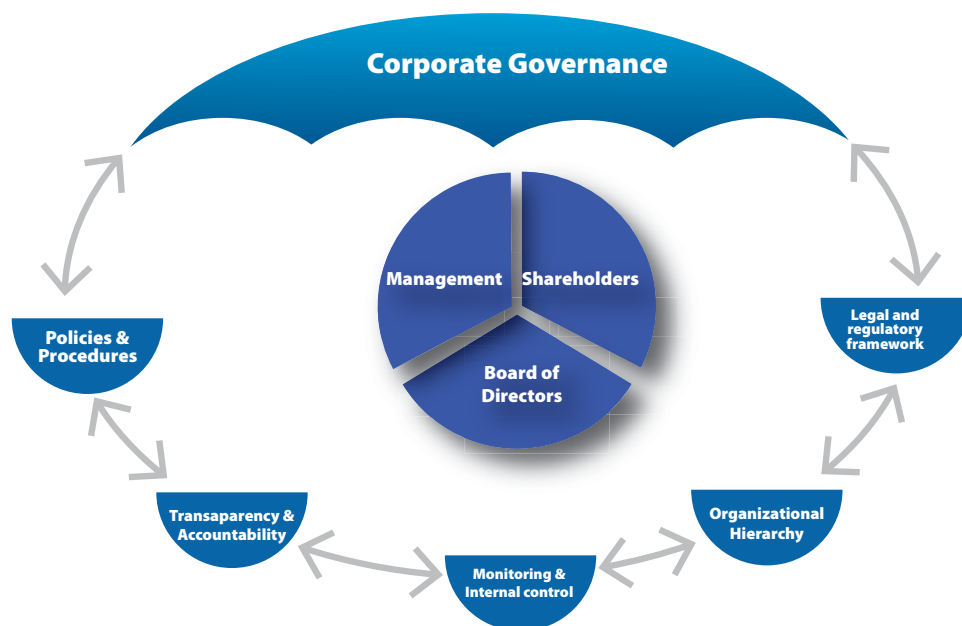 Corporate Governance
Management
Shareholders
Board of
Directors
Policies &
Procedures
Legal and
regulatory
framework
Transaparency &
Accountability
Organizational
Hierarchy
Monitoring &
Internal control